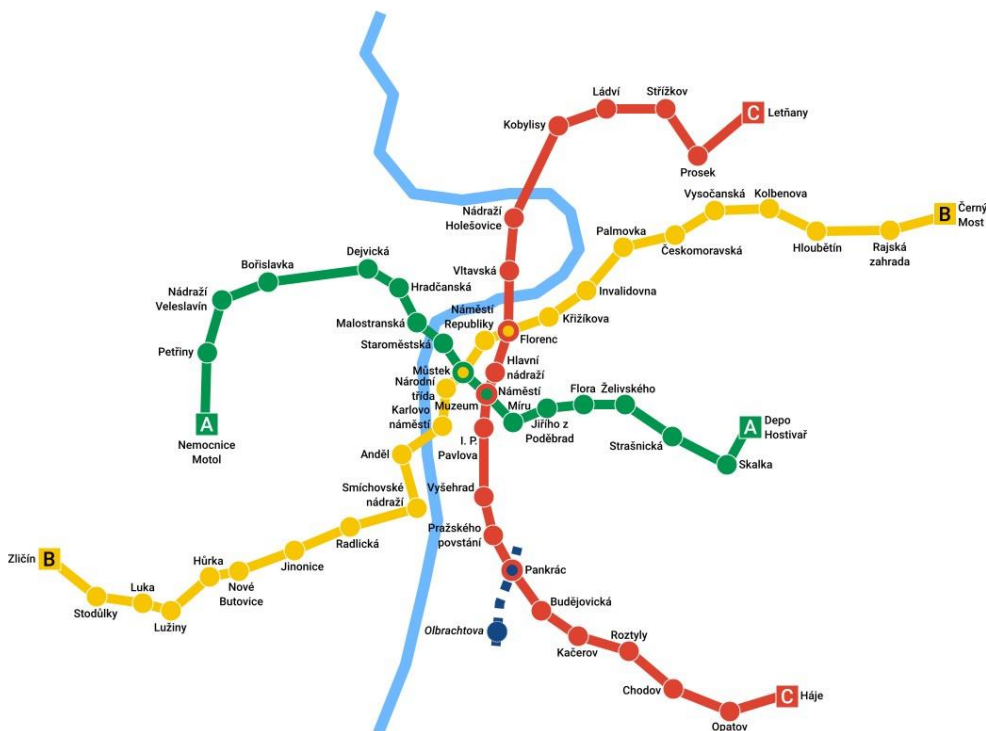 Ládví
Střížkov
C
Letňany
Kobylisy
Prosek
Vysočanská
Kolbenova
Nádraží
Holešovice
Palmovka
Českomoravská
Hloubětín
Rajská
zahrada
B
Černý
Most
Dejvická
Bořislavka
Vltavská
Hradčanská
Invalidovna
Nádraží
Veleslavín
Náměstí
Republiky
Křižíkova
Malostranská
Florenc
Staroměstská
Petřiny
Můstek
Hlavní
nádraží
Národní
třída
Muzeum
Náměstí
Míru
Flora
Želivského
Karlovo
náměstí
Jiřího z
Poděbrad
A
Nemocnice
Motol
A
Depo
Hostivař
I. P.
Pavlova
Strašnická
Anděl
Skalka
Smíchovské
nádraží
Vyšehrad
Radlická
Pražského
povstání
Zličín
B
Hůrka
Nové
Butovice
Jinonice
Pankrác
Luka
Stodůlky
Lužiny
Budějovická
Olbrachtova
Kačerov
Roztyly
Chodov
C
Háje
Opatov